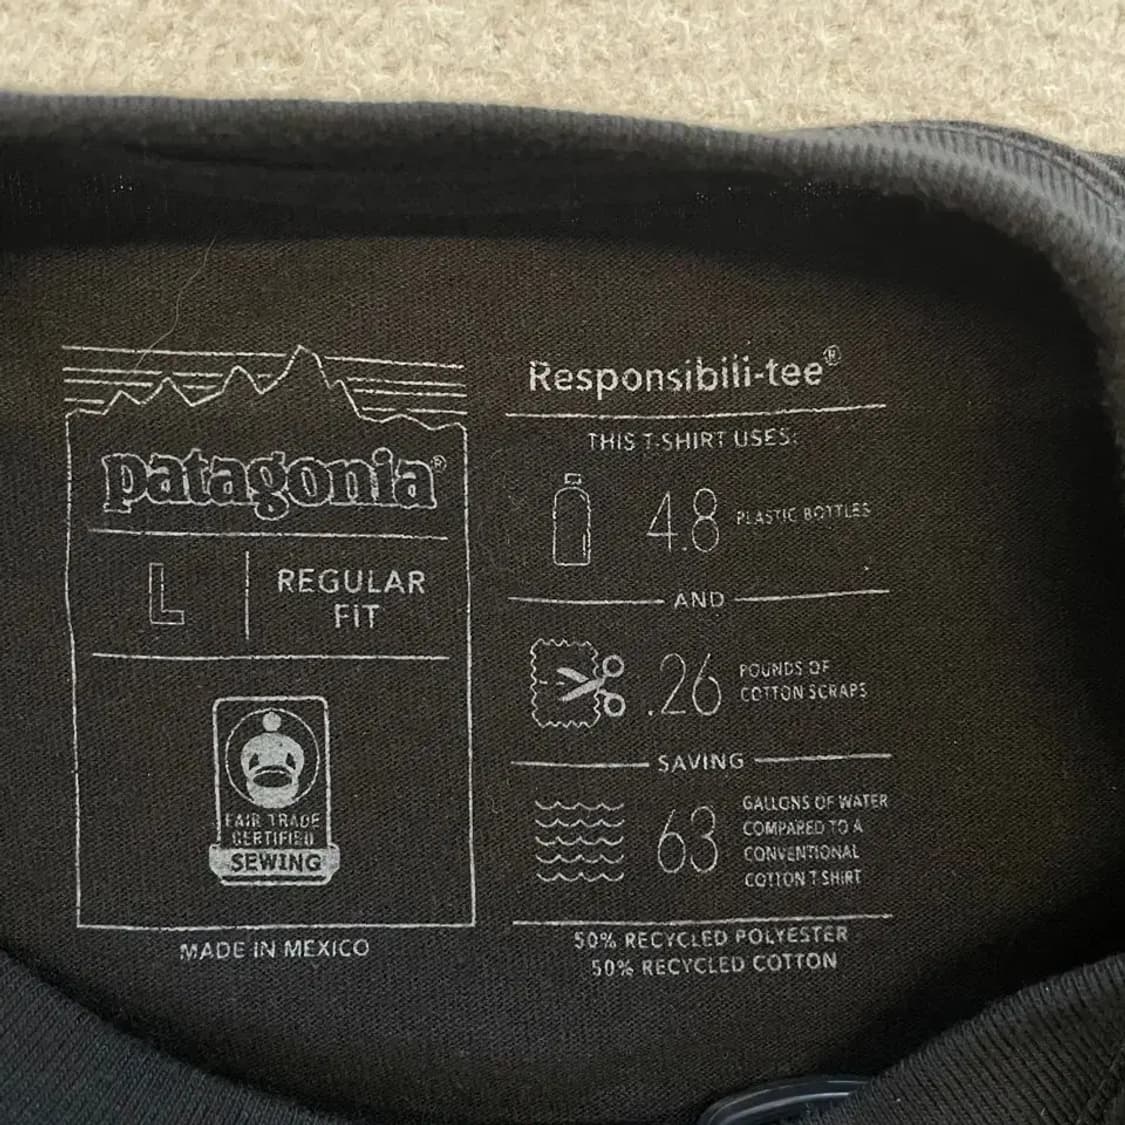 patagonia®
L
REGULAR
FIT
FAIR TRADE
CERTIFIED
SEWING
MADE IN MEXICO
Responsibili-tee®
THIS T-SHIRT USES:
4.8 PLASTIC BOTTLES
AND
.26 POUNDS OF
COTTON SCRAPS
SAVING
63 GALLONS OF WATER
COMPARED TO A
CONVENTIONAL
COTTON T SHIRT
50% RECYCLED POLYESTER
50% RECYCLED COTTON